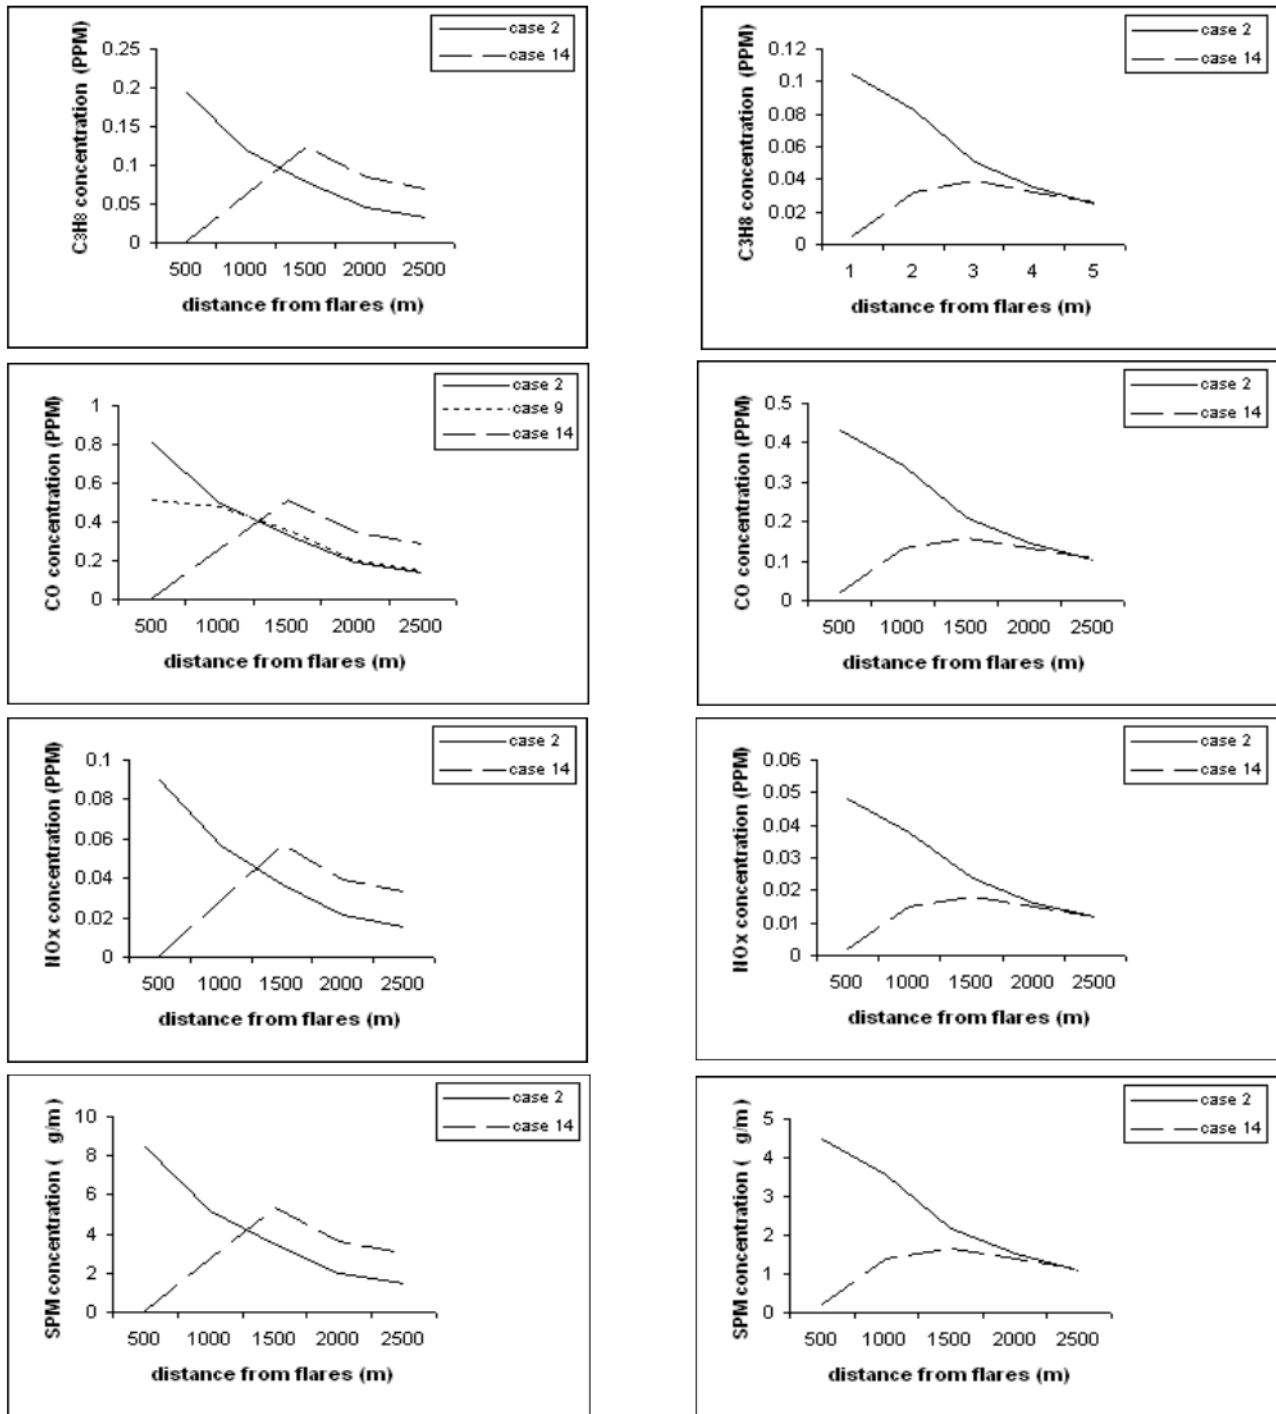 C3H8 concentration (PPM)
0.25
0.2
0.15
0.1
0.05
0
500 1000 1500 2000 2500
distance from flares (m)
case 2
case 14
C3H8 concentration (PPM)
0.12
0.1
0.08
0.06
0.04
0.02
0
1 2 3 4 5
distance from flares (m)
case 2
case 14
CO concentration (PPM)
1
0.8
0.6
0.4
0.2
0
500 1000 1500 2000 2500
distance from flares (m)
case 2
case 9
case 14
CO concentration (PPM)
0.5
0.4
0.3
0.2
0.1
0
500 1000 1500 2000 2500
distance from flares (m)
case 2
case 14
NOx concentration (PPM)
0.1
0.08
0.06
0.04
0.02
0
500 1000 1500 2000 2500
distance from flares (m)
case 2
case 14
NOx concentration (PPM)
0.06
0.05
0.04
0.03
0.02
0.01
0
500 1000 1500 2000 2500
distance from flares (m)
case 2
case 14
SPM concentration ( g/m)
10
8
6
4
2
0
500 1000 1500 2000 2500
distance from flares (m)
case 2
case 14
SPM concentration ( g/m)
5
4
3
2
1
0
500 1000 1500 2000 2500
distance from flares (m)
case 2
case 14